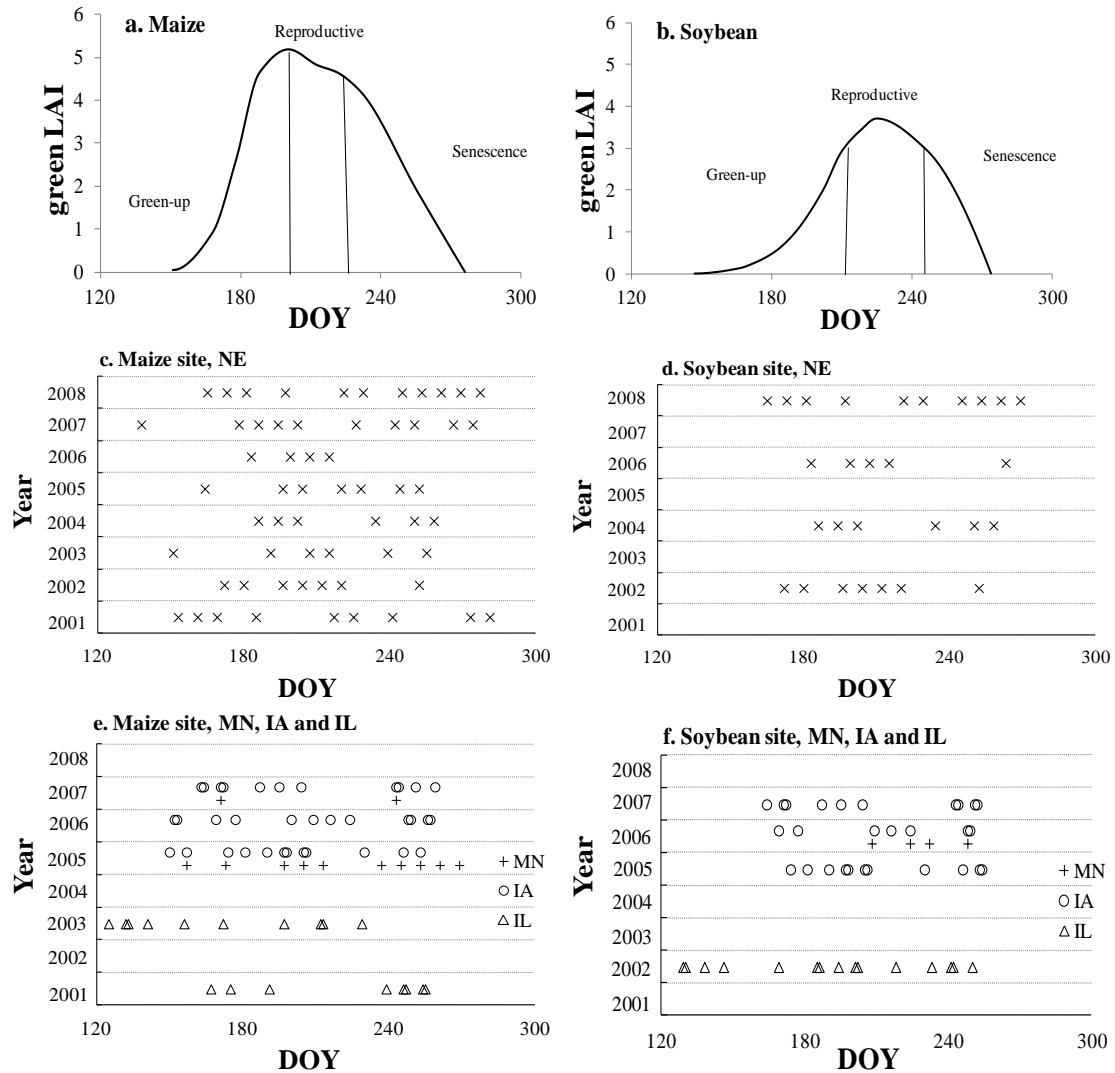 a. Maize
Reproductive
Green-up
Senescence
green LAI
6
5
4
3
2
1
0
120 180 240 300
DOY
b. Soybean
Reproductive
Green-up
Senescence
green LAI
6
5
4
3
2
1
0
120 180 240 300
DOY
c. Maize site, NE
Year
2008
2007
2006
2005
2004
2003
2002
2001
120 180 240 300
DOY
d. Soybean site, NE
Year
2008
2007
2006
2005
2004
2003
2002
2001
120 180 240 300
DOY
e. Maize site, MN, IA and IL
Year
2008
2007
2006
2005
2004
2003
2002
2001
MN
IA
IL
120 180 240 300
DOY
f. Soybean site, MN, IA and IL
Year
2008
2007
2006
2005
2004
2003
2002
2001
MN
IA
IL
120 180 240 300
DOY